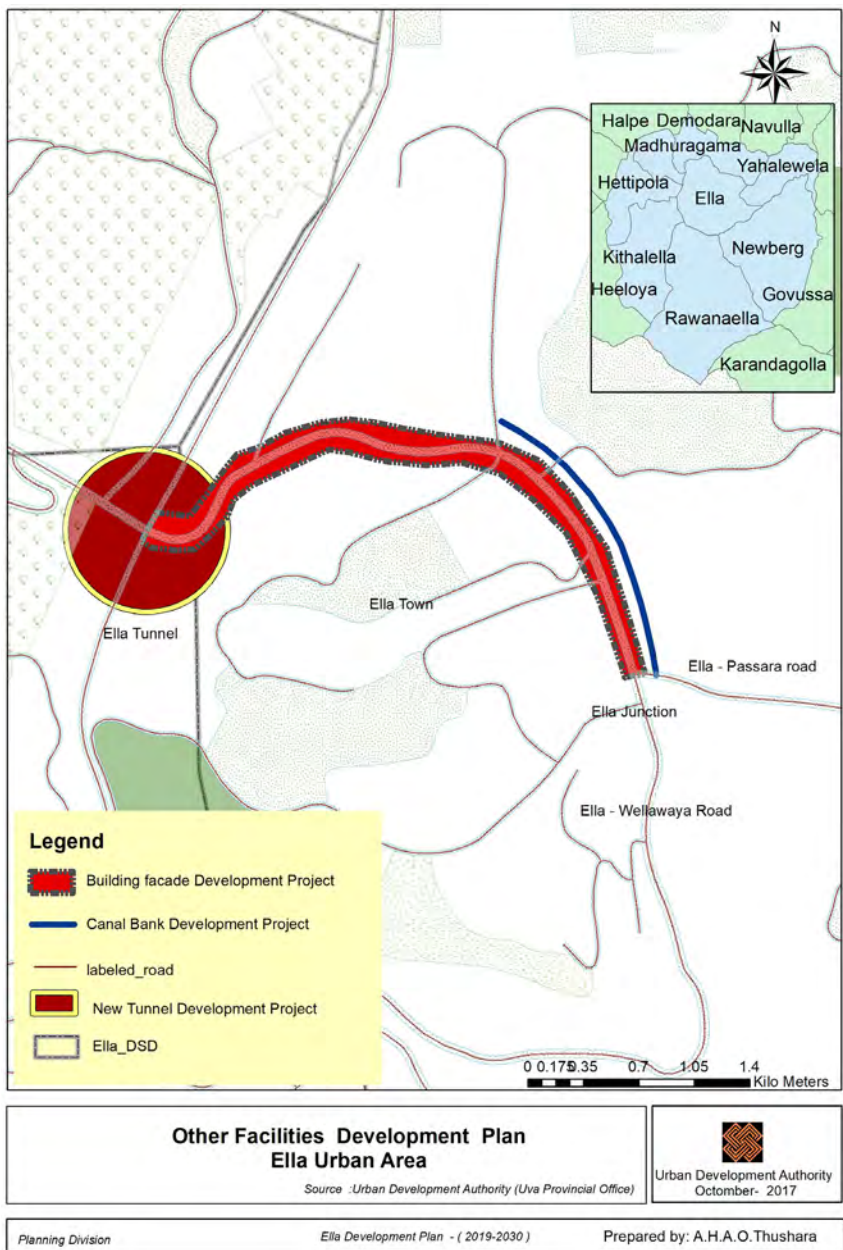 N
Halpe Demodara
Navulla
Madhuragama
Yahalewela
Hettipola
Ella
Kithalella
Newberg
Heeloya
Govussa
Rawanaella
Karandagolla
Ella Town
Ella Tunnel
Ella - Passara road
Ella Junction
Ella - Wellawaya Road
Legend
Building facade Development Project
Canal Bank Development Project
labeled_road
New Tunnel Development Project
Ella_DSD
0 0.175 0.35 0.7 1.05 1.4
Kilo Meters
Other Facilities Development Plan
Ella Urban Area
Source :Urban Development Authority (Uva Provincial Office)
Urban Development Authority
Octomber- 2017
Planning Division
Ella Development Plan - ( 2019-2030 )
Prepared by: A.H.A.O.Thushara